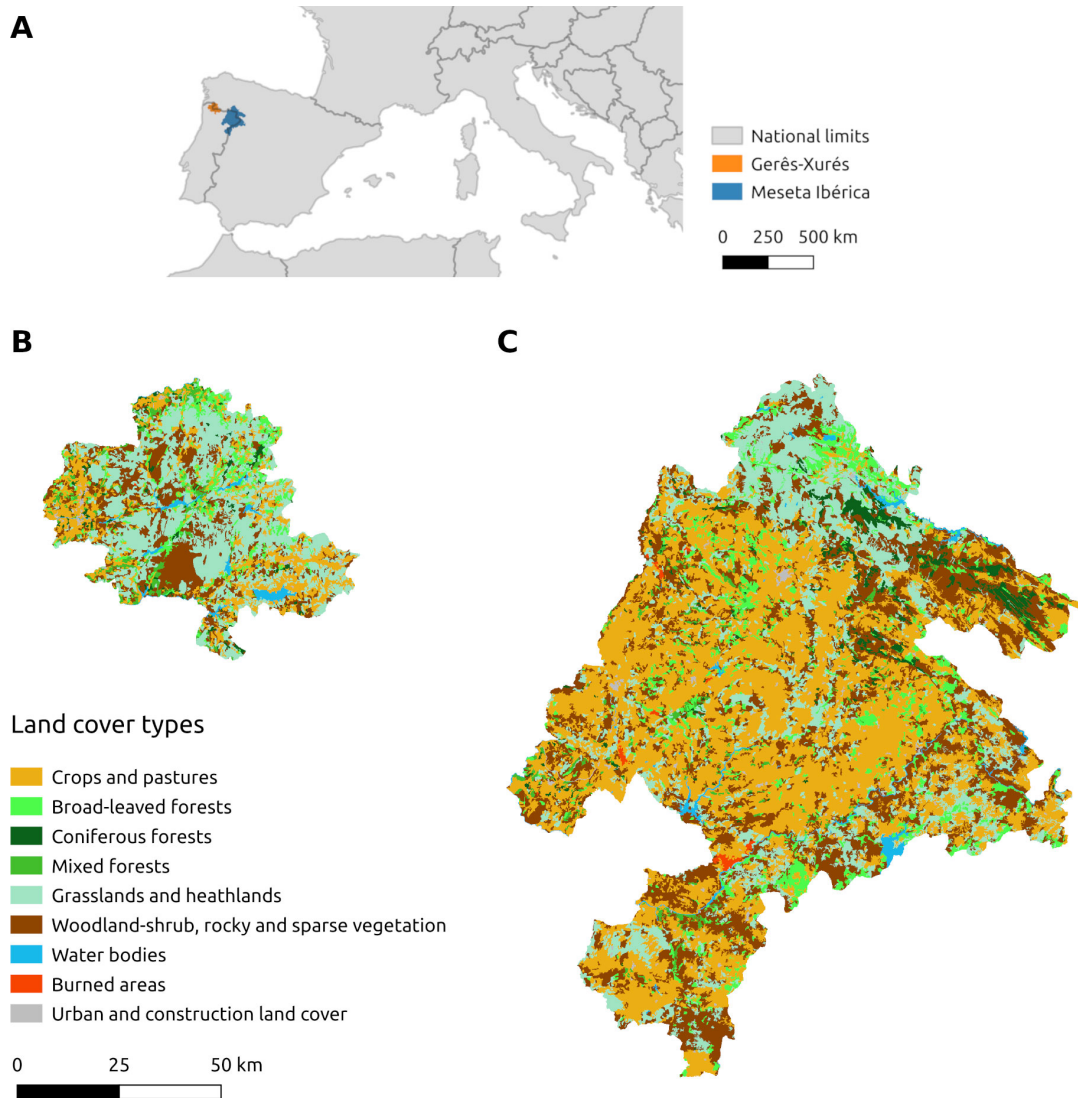 A
National limits
Gerês-Xurés
Meseta Ibérica
0 250 500 km
B
C
Land cover types
Crops and pastures
Broad-leaved forests
Coniferous forests
Mixed forests
Grasslands and heathlands
Woodland-shrub, rocky and sparse vegetation
Water bodies
Burned areas
Urban and construction land cover
0 25 50 km